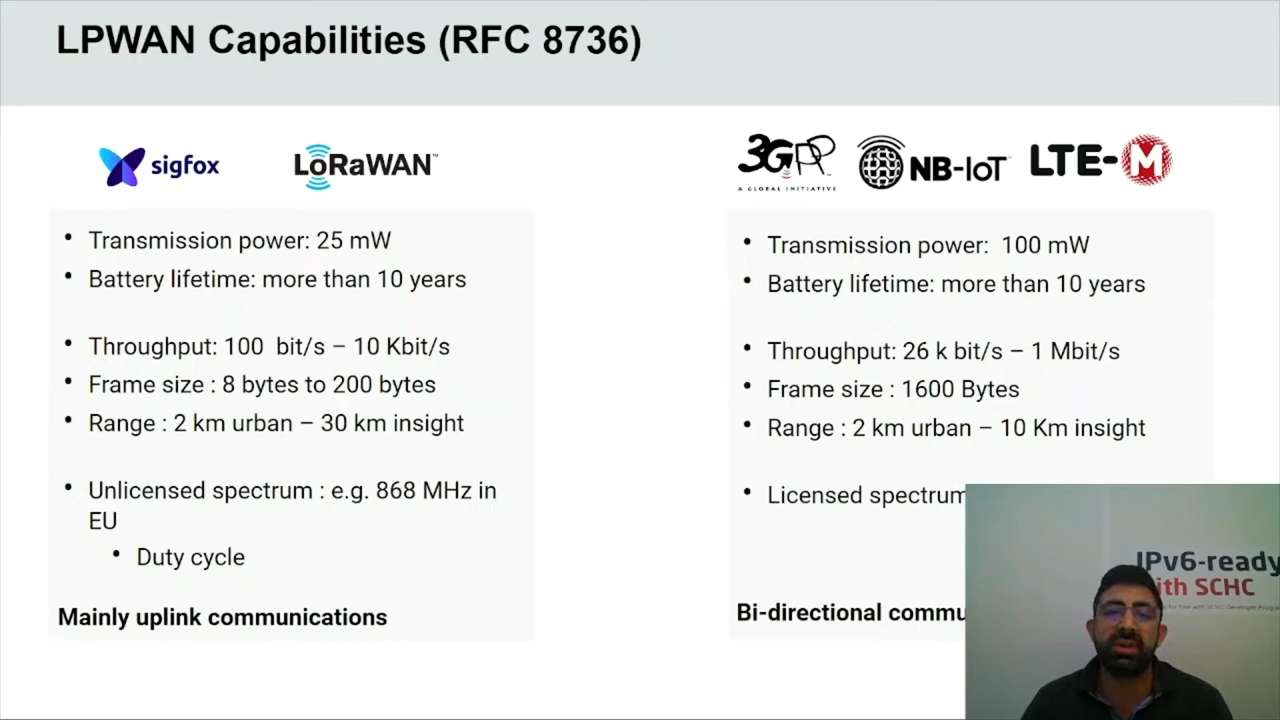 LPWAN Capabilities (RFC 8736)
sigfox
LoRaWAN™
3GPP
A GLOBAL INITIATIVE
NB-IoT
LTE-M
• Transmission power: 25 mW
• Battery lifetime: more than 10 years
• Throughput: 100 bit/s – 10 Kbit/s
• Frame size : 8 bytes to 200 bytes
• Range : 2 km urban – 30 km insight
• Unlicensed spectrum : e.g. 868 MHz in
EU
• Duty cycle
Mainly uplink communications
• Transmission power: 100 mW
• Battery lifetime: more than 10 years
• Throughput: 26 k bit/s – 1 Mbit/s
• Frame size : 1600 Bytes
• Range : 2 km urban – 10 Km insight
• Licensed spectrum
Bi-directional commu
IPv6-ready
ith SCHC